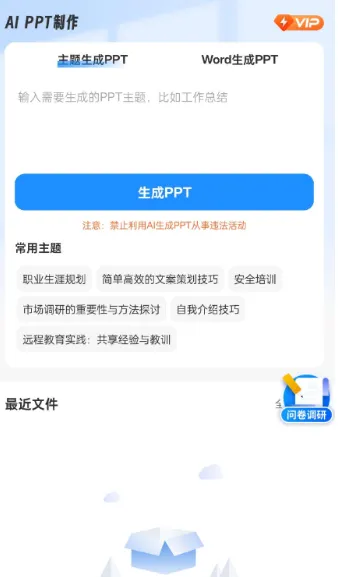 AI PPT制作
VIP
主题生成PPT
Word生成PPT
输入需要生成的PPT主题，比如工作总结
生成PPT
注意：禁止利用AI生成PPT从事违法活动
常用主题
职业生涯规划
简单高效的文案策划技巧
安全培训
市场调研的重要性与方法探讨
自我介绍技巧
远程教育实践：共享经验与教训
最近文件
问卷调研